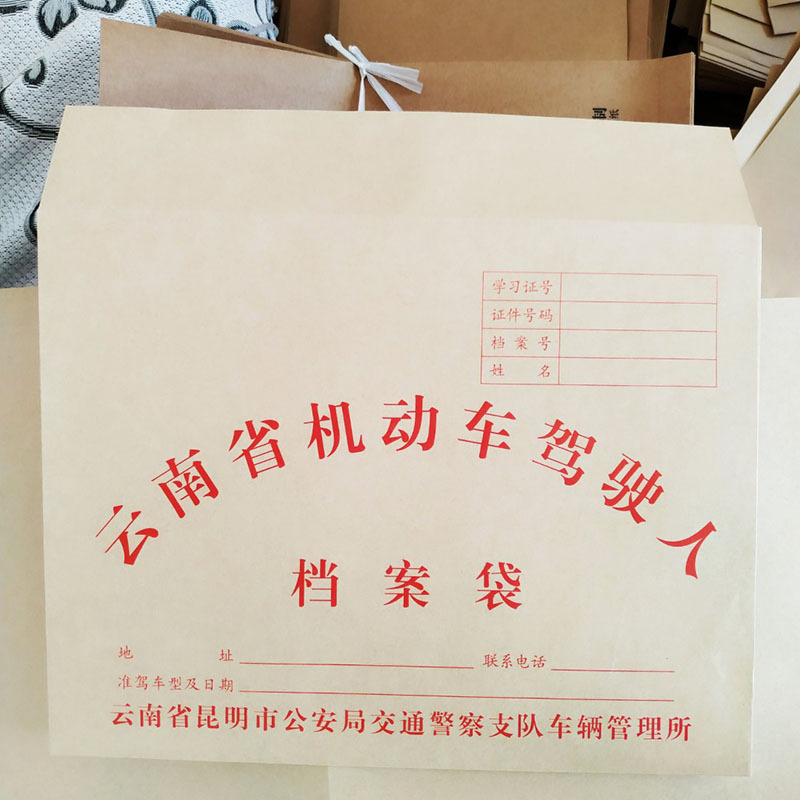 学习证号
证件号码
档案号
姓名
云南省机动车驾驶人
档案袋
地址 联系电话
准驾车型及日期
云南省昆明市公安局交通警察支队车辆管理所